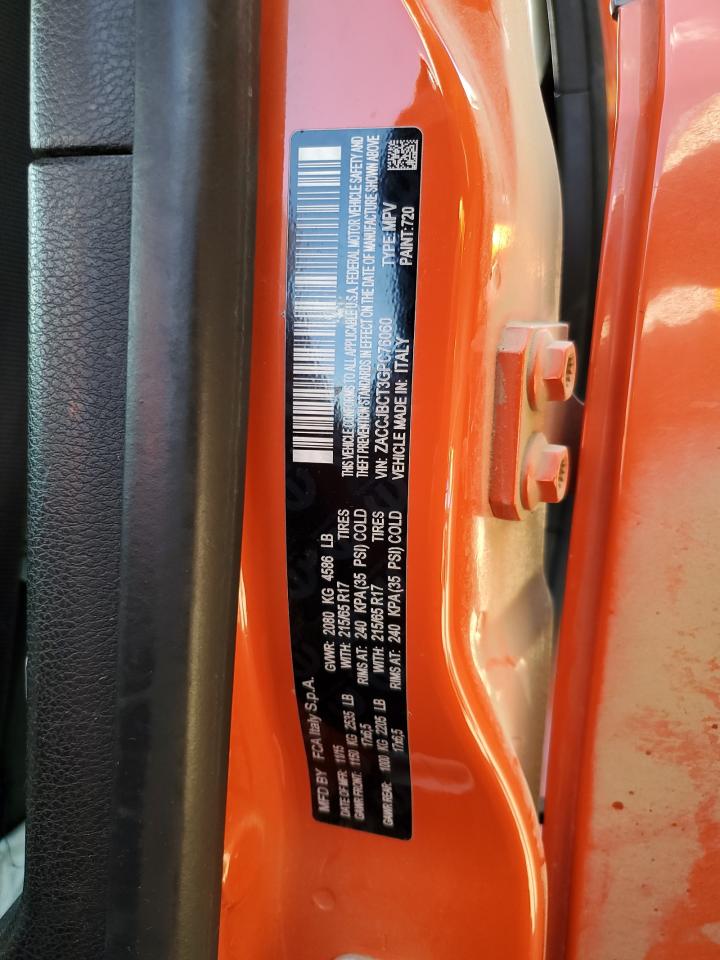 MFD BY FCA Italy S.p.A.
DATE OF MFR: 11/15 GVWR: 2080 KG 4586 LB
GAWR FRONT: 1150 KG 2535 LB WITH: 215/65 R17 TIRES
17x6,5 RIMS AT: 240 KPA(35 PSI) COLD
GAWR REAR: 1000 KG 2205 LB WITH: 215/65 R17 TIRES
17x6,5 RIMS AT: 240 KPA(35 PSI) COLD
THIS VEHICLE CONFORMS TO ALL APPLICABLE U.S.A. FEDERAL MOTOR VEHICLE SAFETY AND
THEFT PREVENTION STANDARDS IN EFFECT ON THE DATE OF MANUFACTURE SHOWN ABOVE
VIN: ZACCJBCT3GPC76060 TYPE: MPV
VEHICLE MADE IN: ITALY PAINT:720